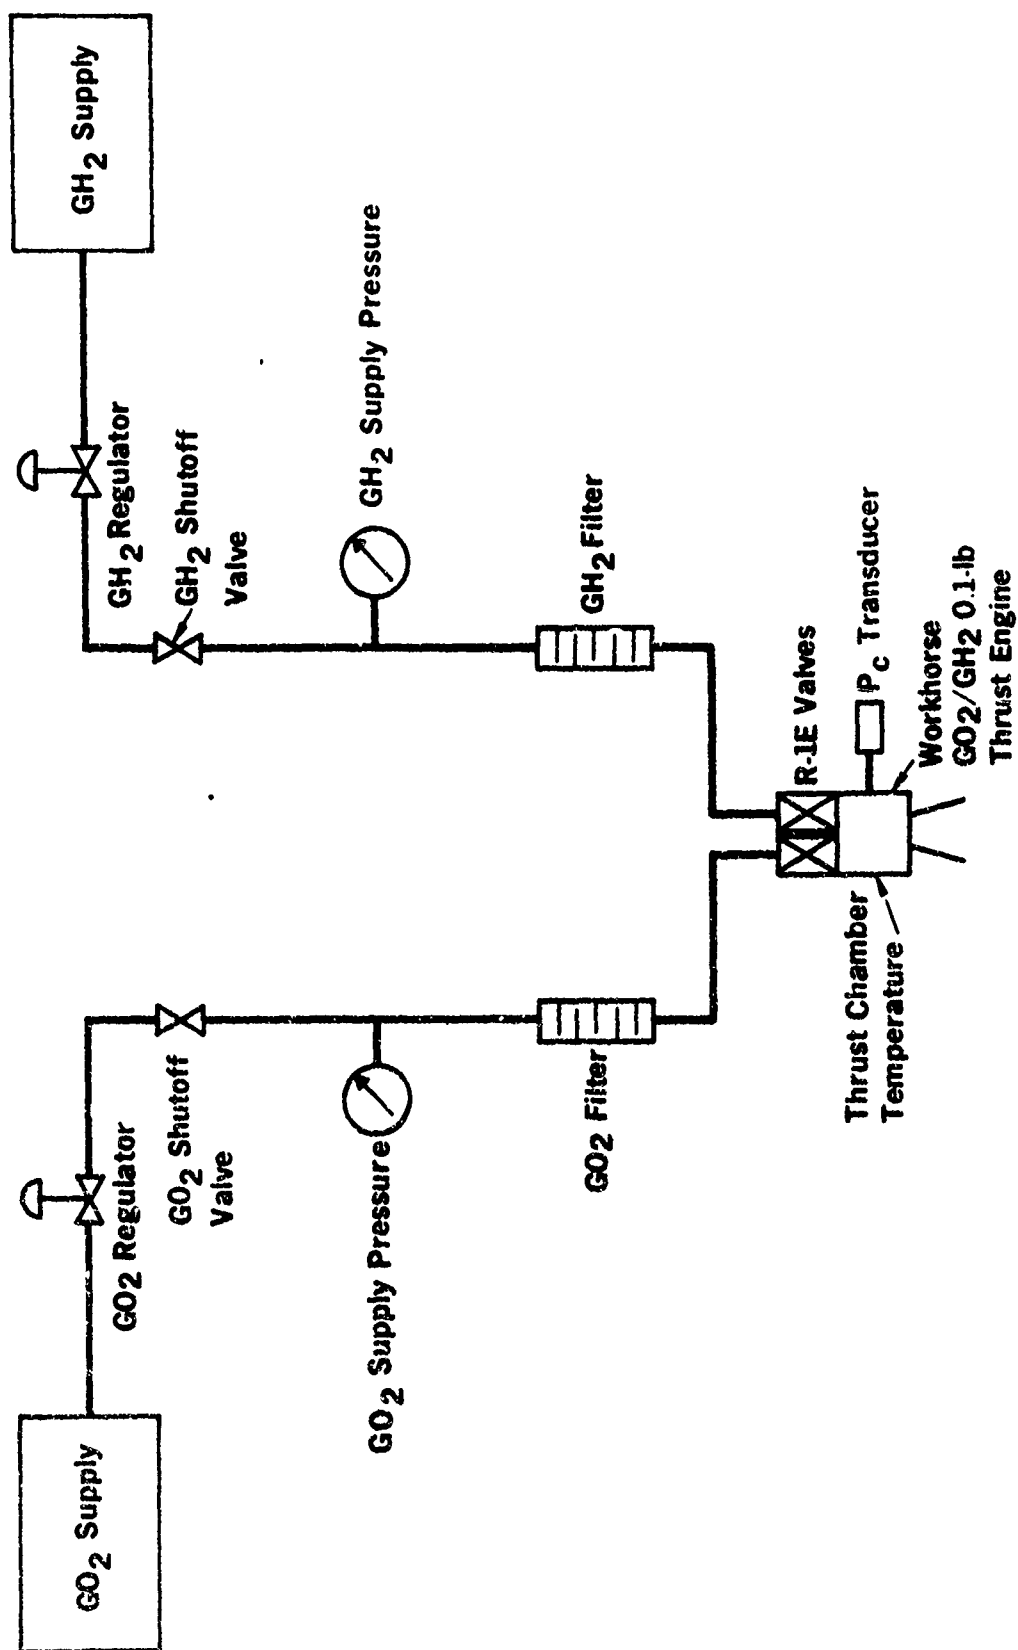 GO2 Supply
GH2 Supply
GO2 Regulator
GH2 Regulator
GO2 Shutoff
Valve
GH2 Shutoff
Valve
GO2 Supply Pressure
GH2 Supply Pressure
GO2 Filter
GH2 Filter
R-1E Valves
Thrust Chamber
Temperature
Pc Transducer
Workhorse
GO2/GH2 0.1-lb
Thrust Engine